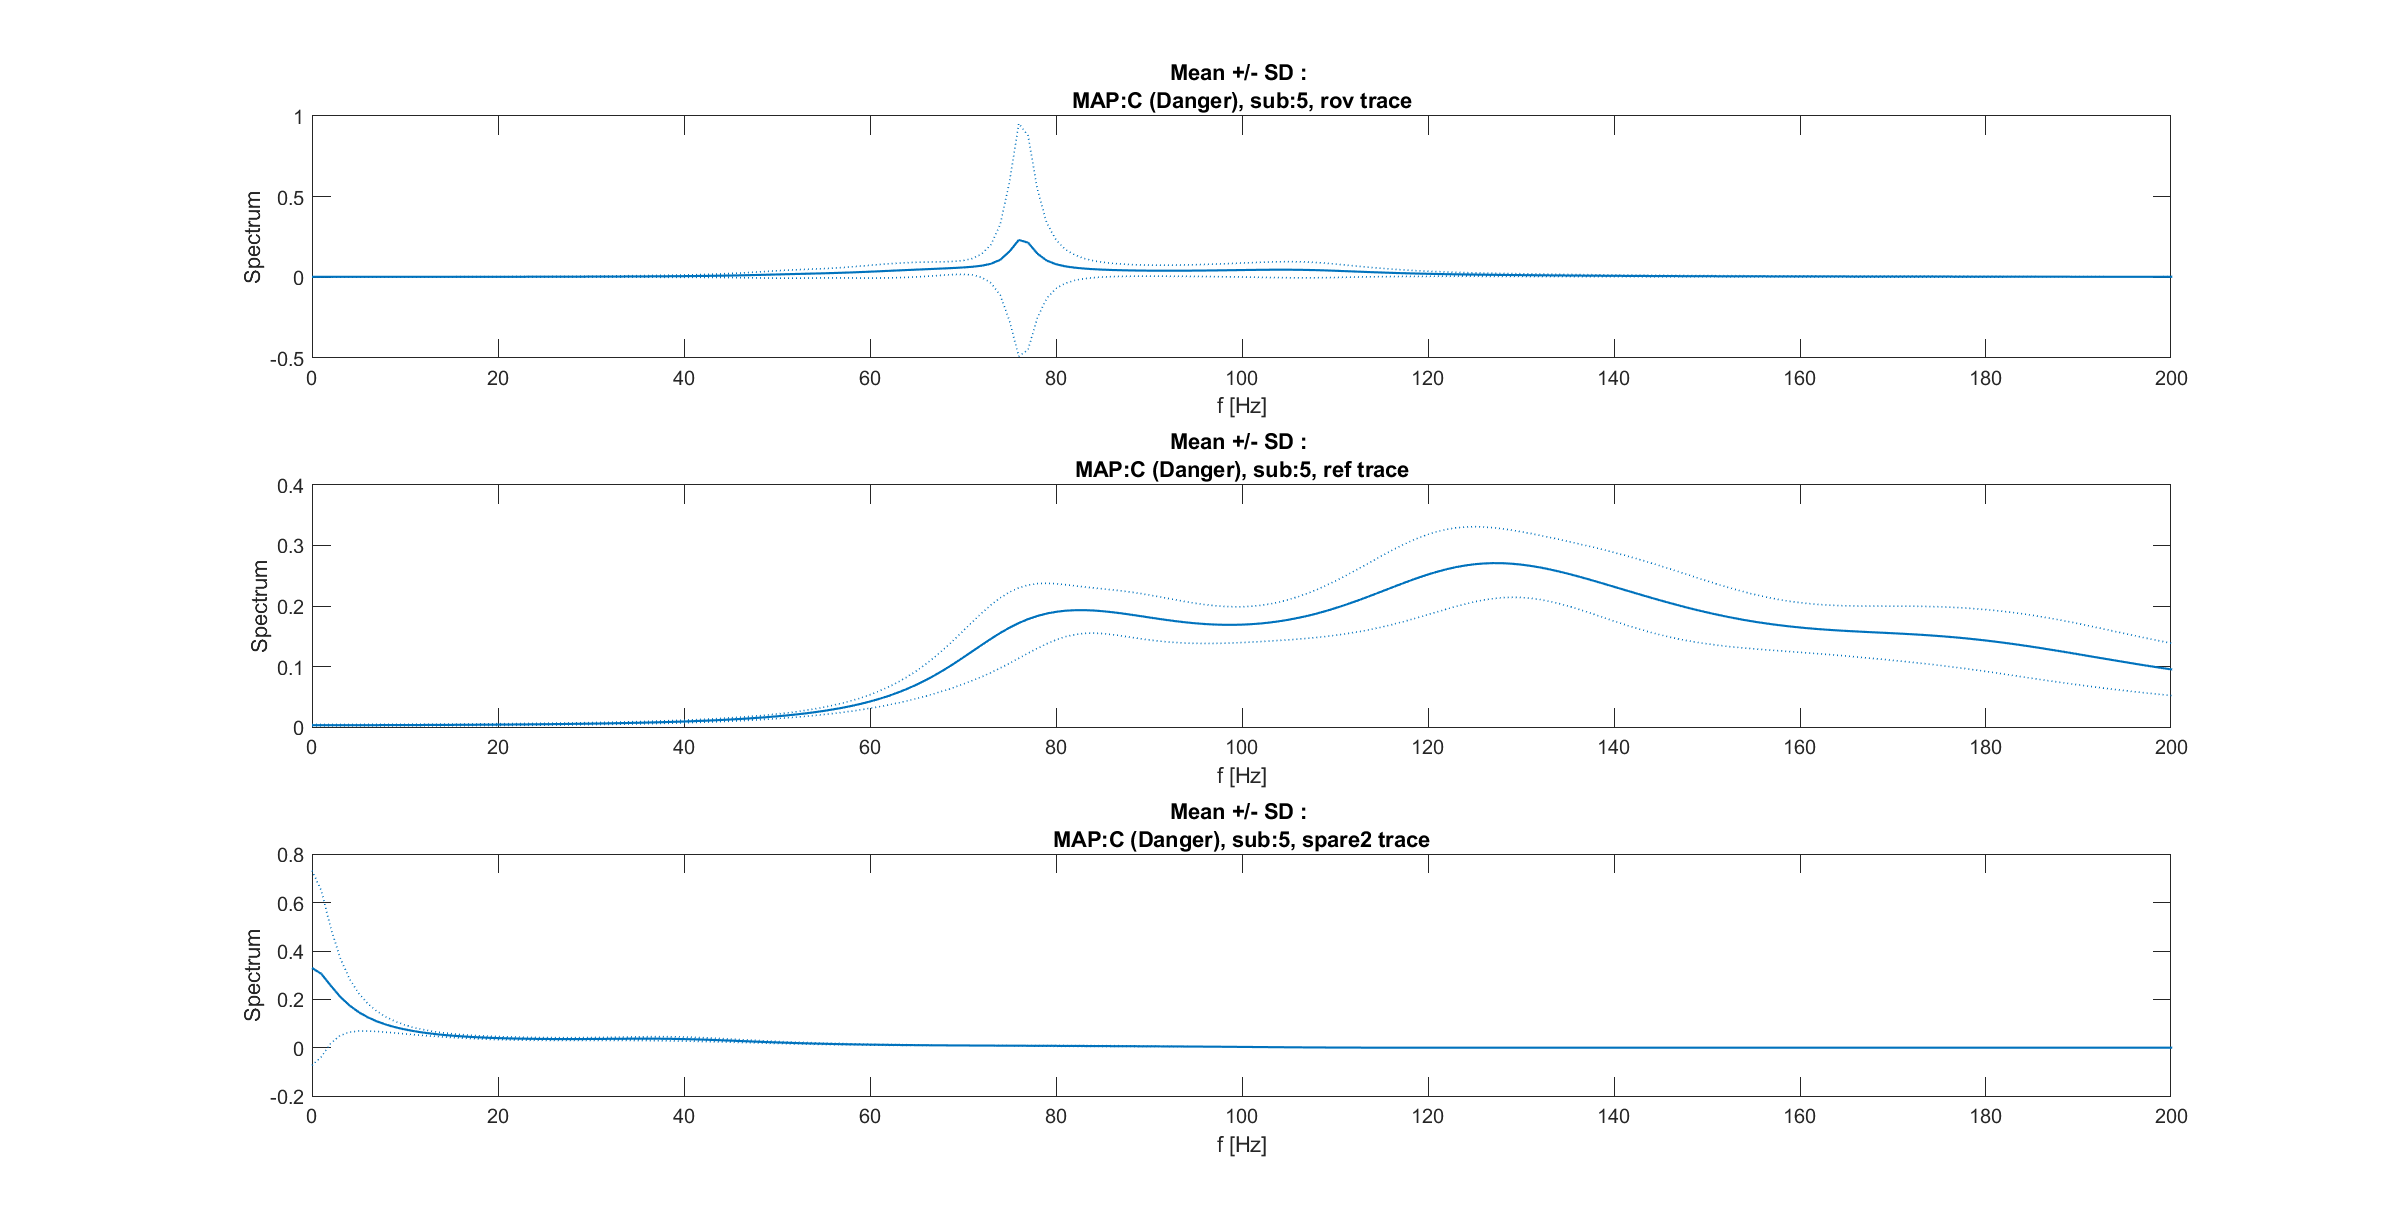 Mean +/- SD :
MAP:C (Danger), sub:5, rov trace
1
0.5
0
-0.5
Spectrum
0 20 40 60 80 100 120 140 160 180 200
f [Hz]
Mean +/- SD :
MAP:C (Danger), sub:5, ref trace
0.4
0.3
0.2
0.1
0
Spectrum
0 20 40 60 80 100 120 140 160 180 200
f [Hz]
Mean +/- SD :
MAP:C (Danger), sub:5, spare2 trace
0.8
0.6
0.4
0.2
0
-0.2
Spectrum
0 20 40 60 80 100 120 140 160 180 200
f [Hz]